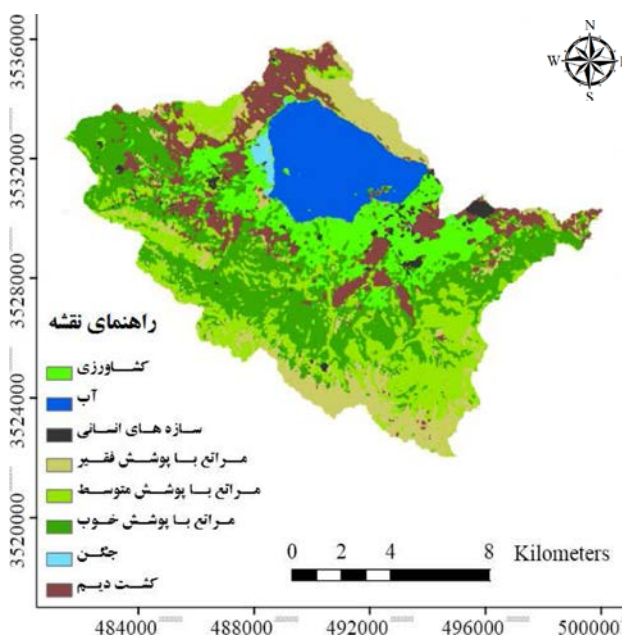 N
W E
S
3536000
3532000
3528000
3524000
3520000
راهنمای نقشه
کشاورزی
آب
سازه های انسانی
مراتع با پوشش فقیر
مراتع با پوشش متوسط
مراتع با پوشش خوب
جگن
کشت دیم
0 2 4 8 Kilometers
484000 488000 492000 496000 500000